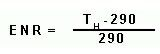 ENR = T_H - 290 / 290